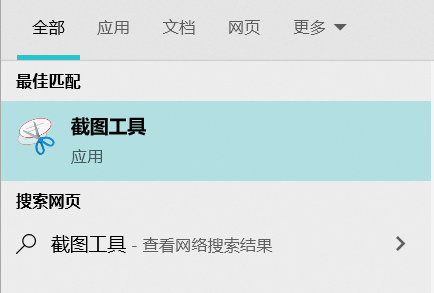 全部 应用 文档 网页 更多
最佳匹配
截图工具
应用
搜索网页
截图工具 - 查看网络搜索结果